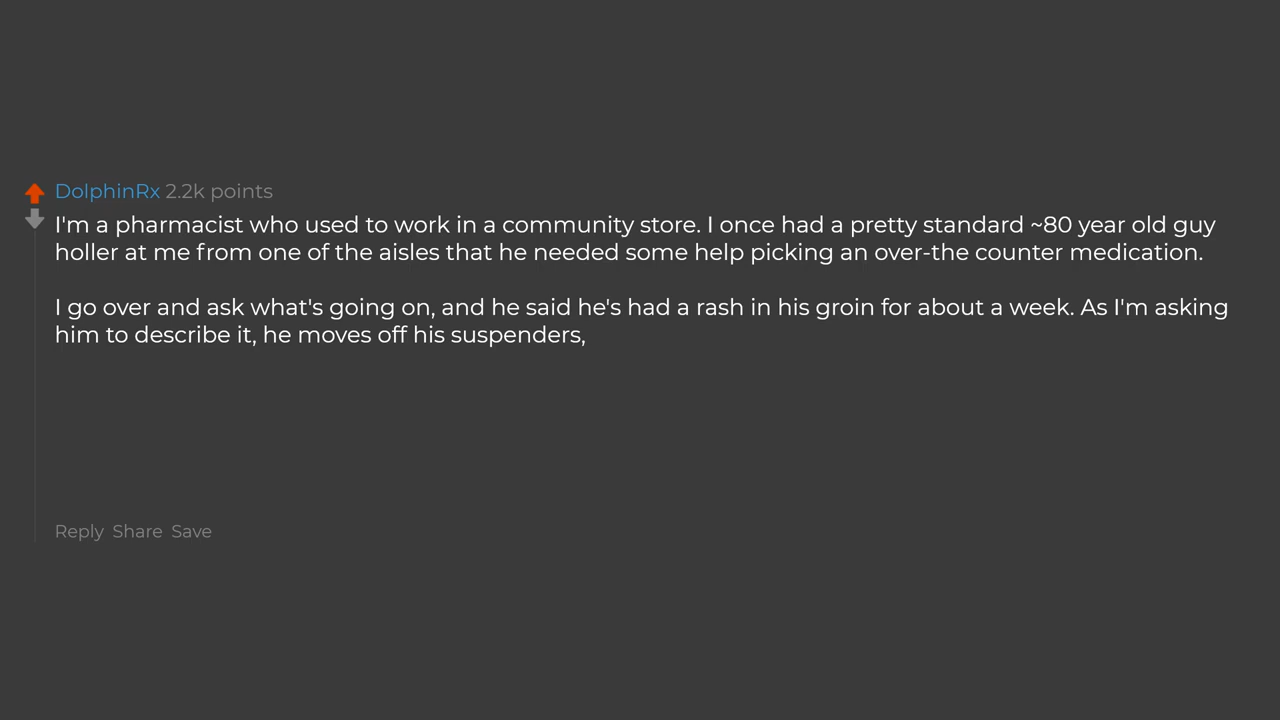 DolphinRx 2.2k points
I'm a pharmacist who used to work in a community store. I once had a pretty standard ~80 year old guy
holler at me from one of the aisles that he needed some help picking an over-the counter medication.
I go over and ask what's going on, and he said he's had a rash in his groin for about a week. As I'm asking
him to describe it, he moves off his suspenders,
Reply Share Save